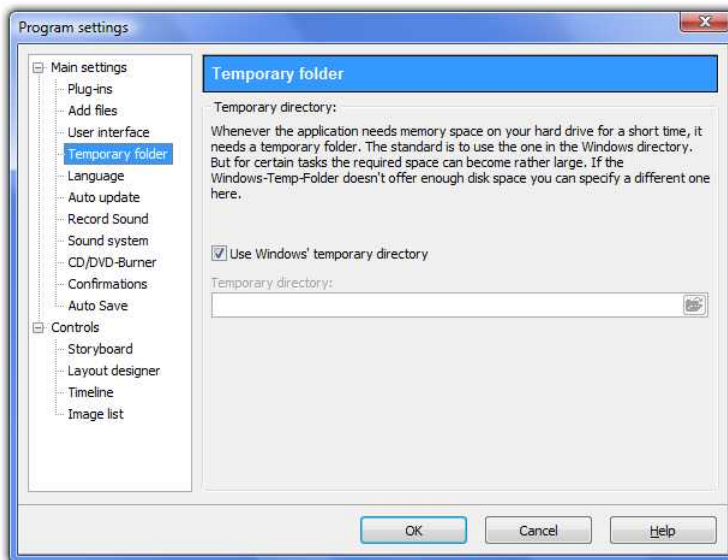 Program settings
Main settings
Plug-ins
Add files
User interface
Temporary folder
Language
Auto update
Record Sound
Sound system
CD/DVD-Burner
Confirmations
Auto Save
Controls
Storyboard
Layout designer
Timeline
Image list
Temporary folder
Temporary directory:
Whenever the application needs memory space on your hard drive for a short time, it
needs a temporary folder. The standard is to use the one in the Windows directory.
But for certain tasks the required space can become rather large. If the
Windows-Temp-Folder doesn't offer enough disk space you can specify a different one
here.
Use Windows' temporary directory
Temporary directory:
OK
Cancel
Help